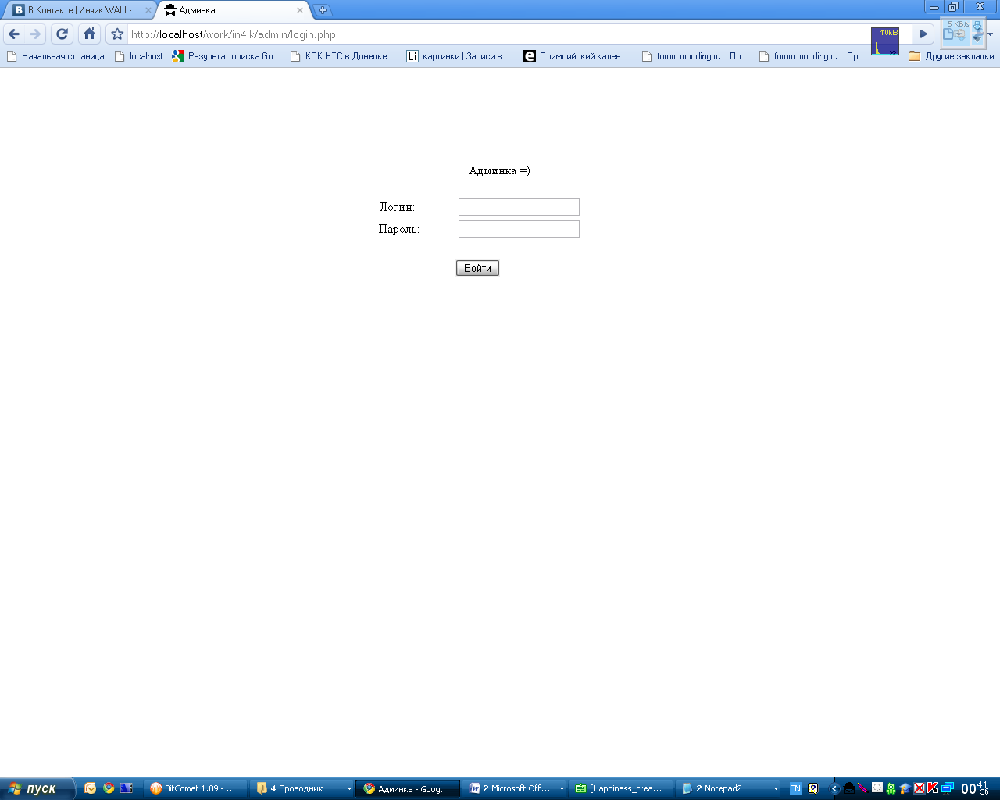 В Контакте | Инчик WALL-...
Админка
http://localhost/work/in4ik/admin/login.php
↑0kB
5 KB/s
Начальная страница
localhost
Результат поиска Go...
КПК НТС в Донецке ...
Li
картинки | Записи в ...
Олимпийский кален...
forum.modding.ru :: Пр...
forum.modding.ru :: Пр...
Другие закладки
Админка =)
Логин:
Пароль:
Войти
пуск
BitComet 1.09 - ...
4 Проводник
Админка - Goog...
2 Microsoft Off...
[Happiness_crea...
2 Notepad2
EN
00 41
Сб